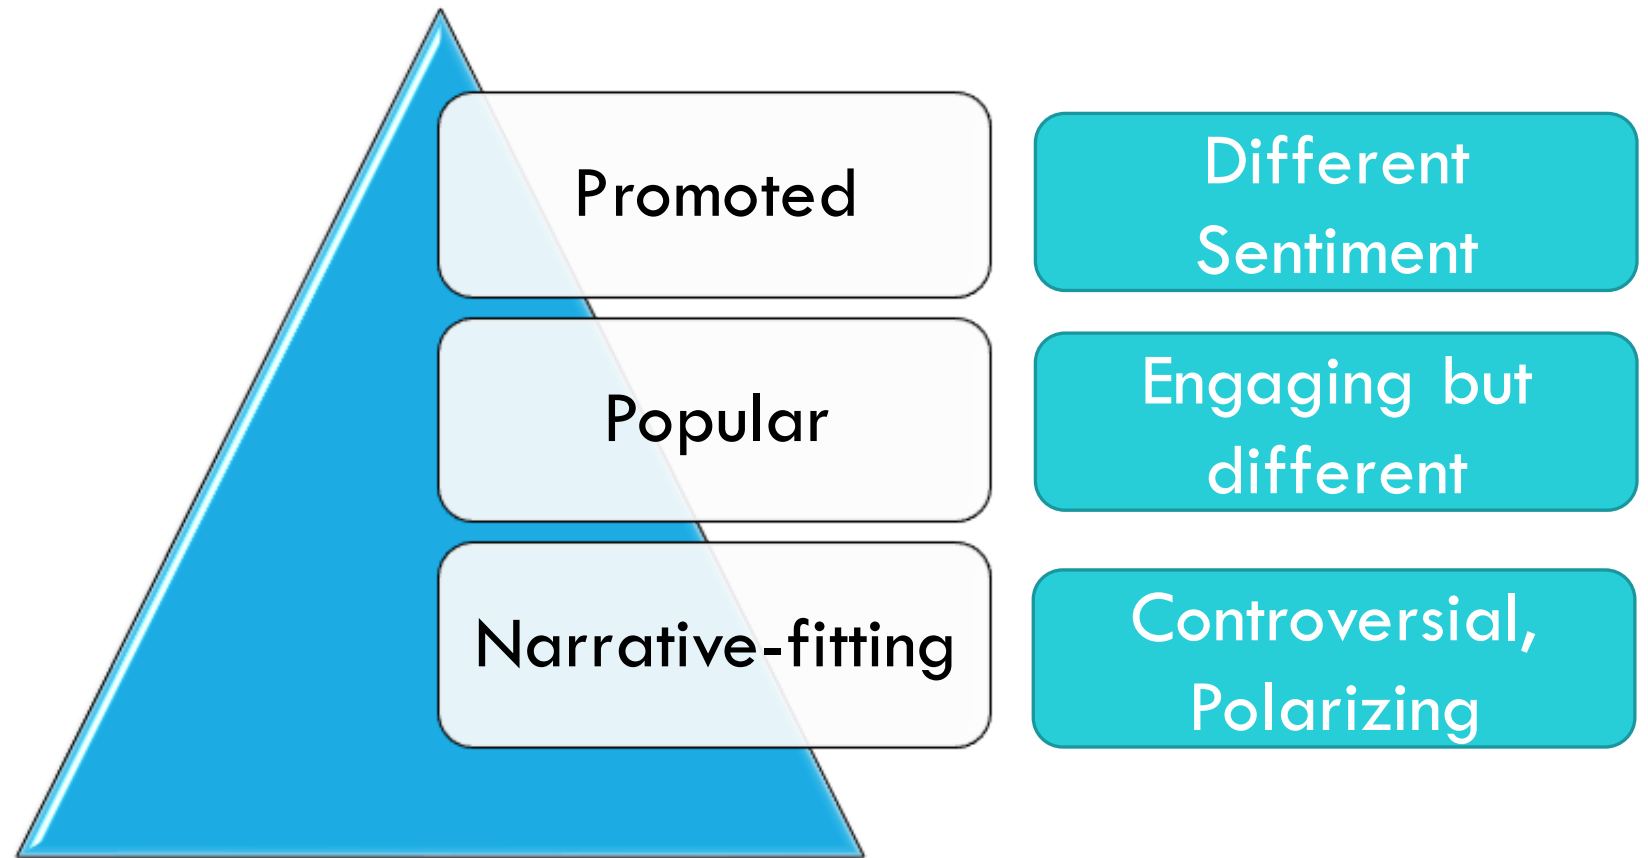 Promoted
Different
Sentiment
Popular
Engaging but
different
Narrative-fitting
Controversial,
Polarizing